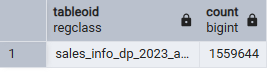 tableoid count
regclass bigint
1 sales_info_dp_2023_a... 1559644